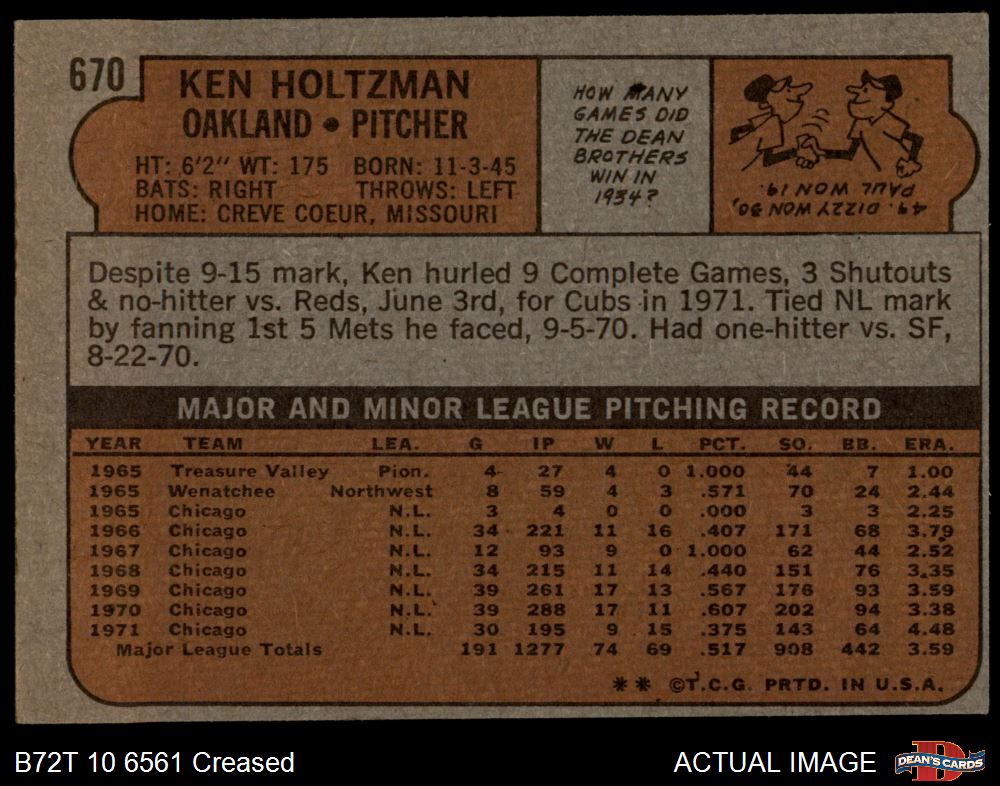 670
KEN HOLTZMAN
OAKLAND • PITCHER
HT: 6'2" WT: 175 BORN: 11-3-45
BATS: RIGHT THROWS: LEFT
HOME: CREVE COEUR, MISSOURI
HOW MANY
GAMES DID
THE DEAN
BROTHERS
WIN IN
1934?
49. DIZZY WON 30,
PAUL WON 19.
Despite 9-15 mark, Ken hurled 9 Complete Games, 3 Shutouts
& no-hitter vs. Reds, June 3rd, for Cubs in 1971. Tied NL mark
by fanning 1st 5 Mets he faced, 9-5-70. Had one-hitter vs. SF,
8-22-70.
MAJOR AND MINOR LEAGUE PITCHING RECORD
YEAR TEAM LEA. G IP W L PCT. SO. BB. ERA.
1965 Treasure Valley Pion. 4 27 4 0 1.000 44 7 1.00
1965 Wenatchee Northwest 8 59 4 3 .571 70 24 2.44
1965 Chicago N.L. 3 4 0 0 .000 3 3 2.25
1966 Chicago N.L. 34 221 11 16 .407 171 68 3.79
1967 Chicago N.L. 12 93 9 0 1.000 62 44 2.52
1968 Chicago N.L. 34 215 11 14 .440 151 76 3.35
1969 Chicago N.L. 39 261 17 13 .567 176 93 3.59
1970 Chicago N.L. 39 288 17 11 .607 202 94 3.38
1971 Chicago N.L. 30 195 9 15 .375 143 64 4.48
Major League Totals 191 1277 74 69 .517 908 442 3.59
** ©T.C.G. PRTD. IN U.S.A.
B72T 10 6561 Creased
ACTUAL IMAGE
D
DEAN'S CARDS